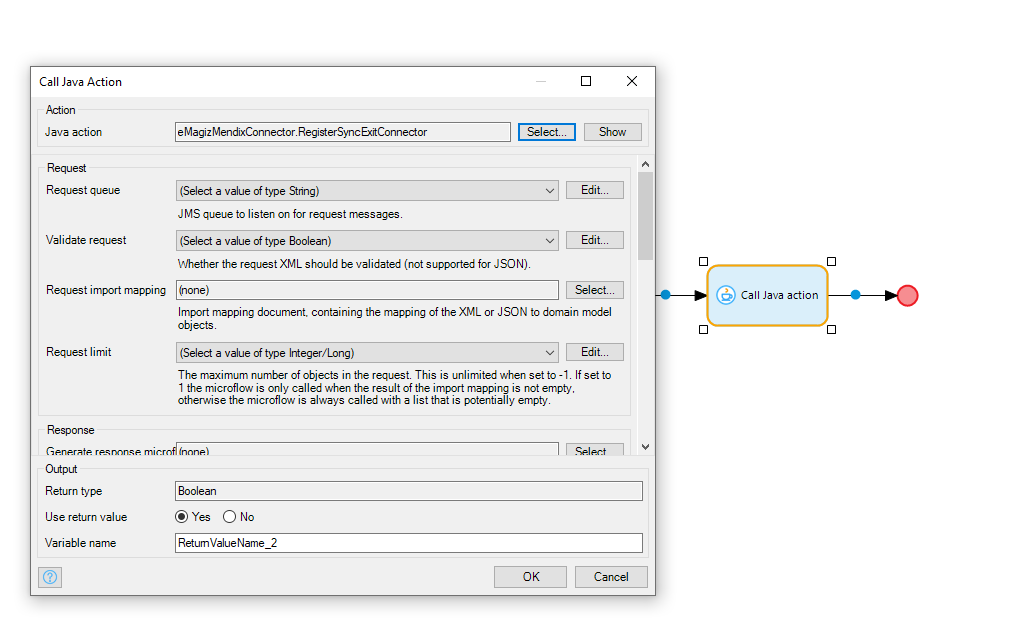 Call Java Action
Action
Java action
eMagizMendixConnector.RegisterSyncExitConnector
Select...
Show
Request
Request queue
(Select a value of type String)
Edit...
JMS queue to listen on for request messages.
Validate request
(Select a value of type Boolean)
Edit...
Whether the request XML should be validated (not supported for JSON).
Request import mapping
(none)
Select...
Import mapping document, containing the mapping of the XML or JSON to domain model
objects.
Request limit
(Select a value of type Integer/Long)
Edit...
The maximum number of objects in the request. This is unlimited when set to -1. If set to
1 the microflow is only called when the result of the import mapping is not empty,
otherwise the microflow is always called with a list that is potentially empty.
Response
Generate response microf
(none)
Select...
Output
Return type
Boolean
Use return value
Yes
No
Variable name
ReturnValueName_2
?
OK
Cancel
Call Java action